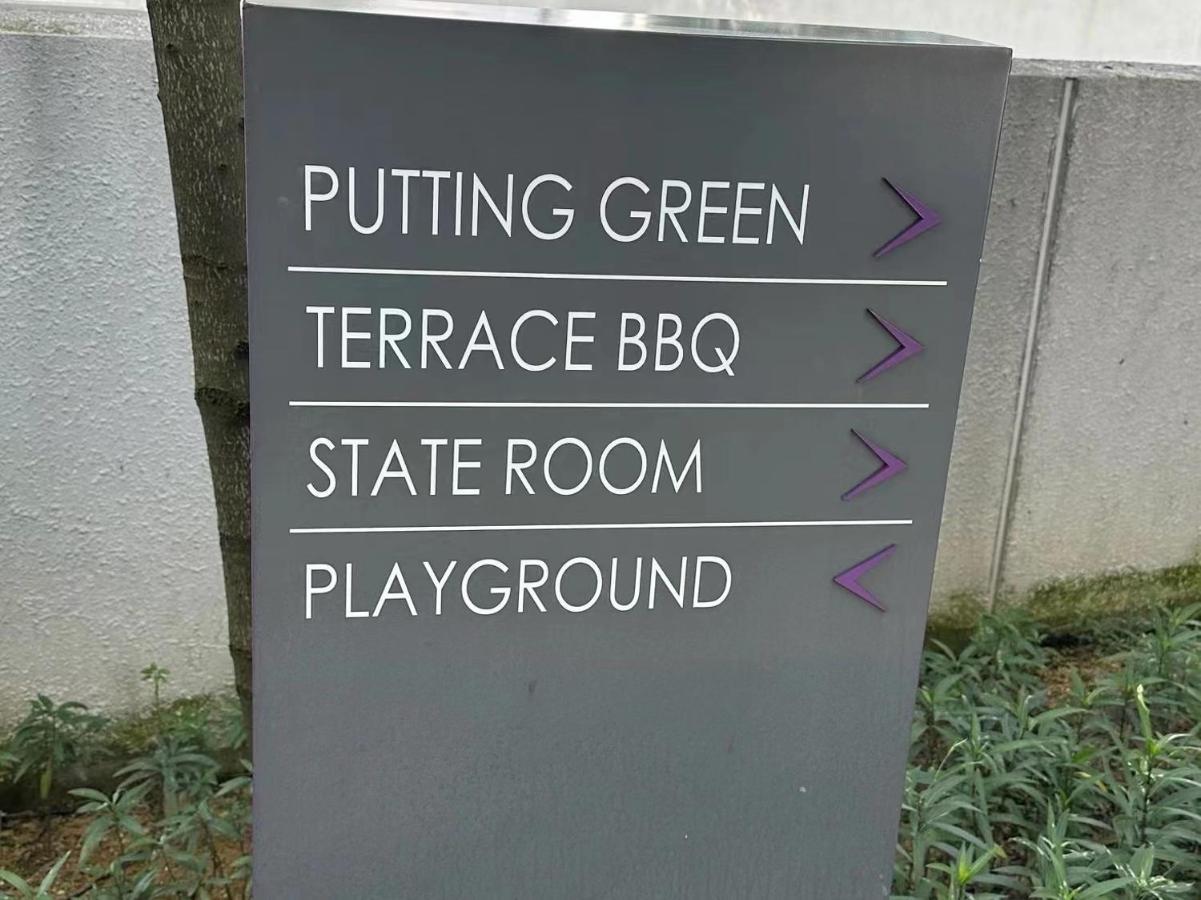 PUTTING GREEN
TERRACE BBQ
STATE ROOM
PLAYGROUND